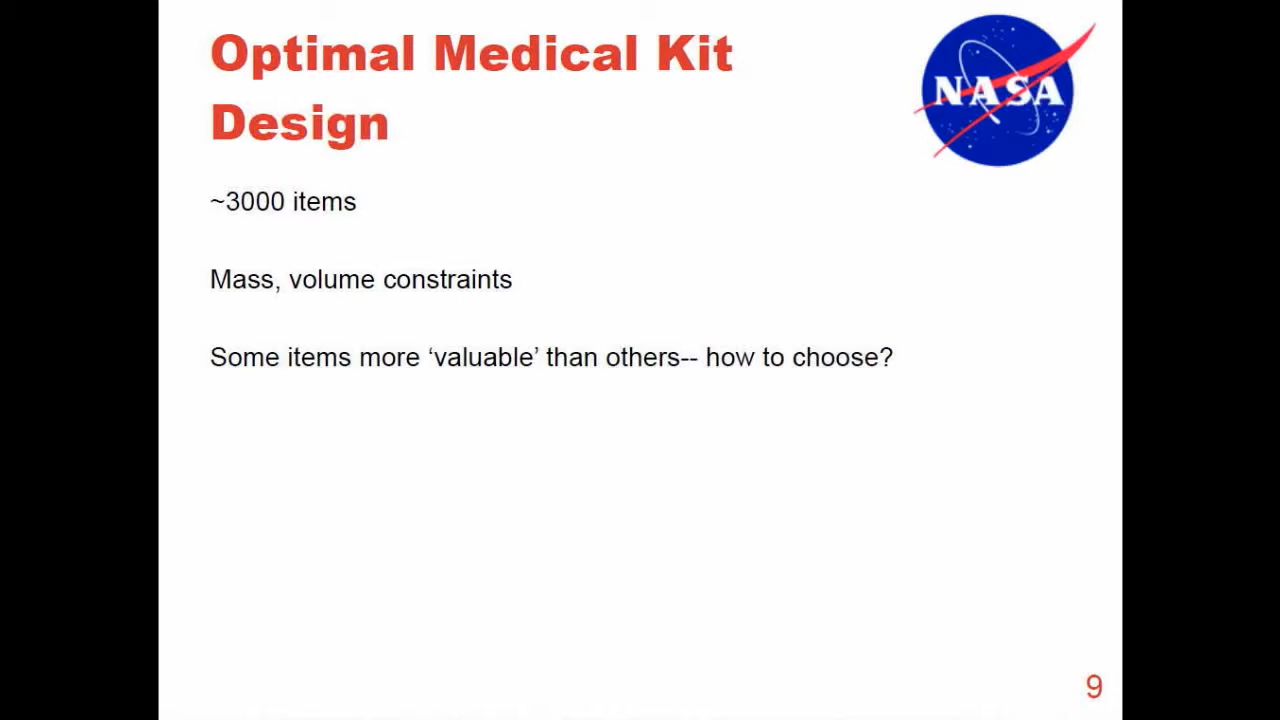 Optimal Medical Kit
Design
NASA
~3000 items
Mass, volume constraints
Some items more ‘valuable’ than others-- how to choose?
9